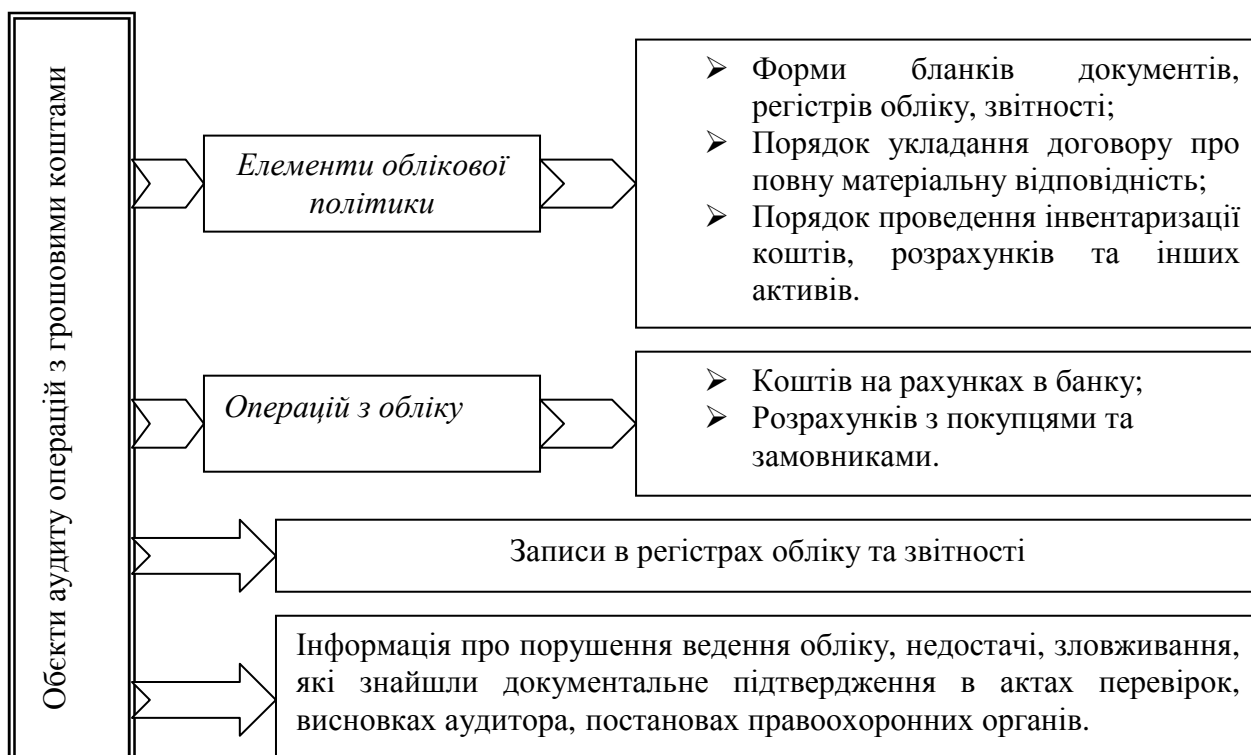 Обєкти аудиту операцій з грошовими коштами
Елементи облікової
політики
➢ Форми бланків документів,
регістрів обліку, звітності;
➢ Порядок укладання договору про
повну матеріальну відповідність;
➢ Порядок проведення інвентаризації
коштів, розрахунків та інших
активів.
Операцій з обліку
➢ Коштів на рахунках в банку;
➢ Розрахунків з покупцями та
замовниками.
Записи в регістрах обліку та звітності
Інформація про порушення ведення обліку, недостачі, зловживання,
які знайшли документальне підтвердження в актах перевірок,
висновках аудитора, постановах правоохоронних органів.